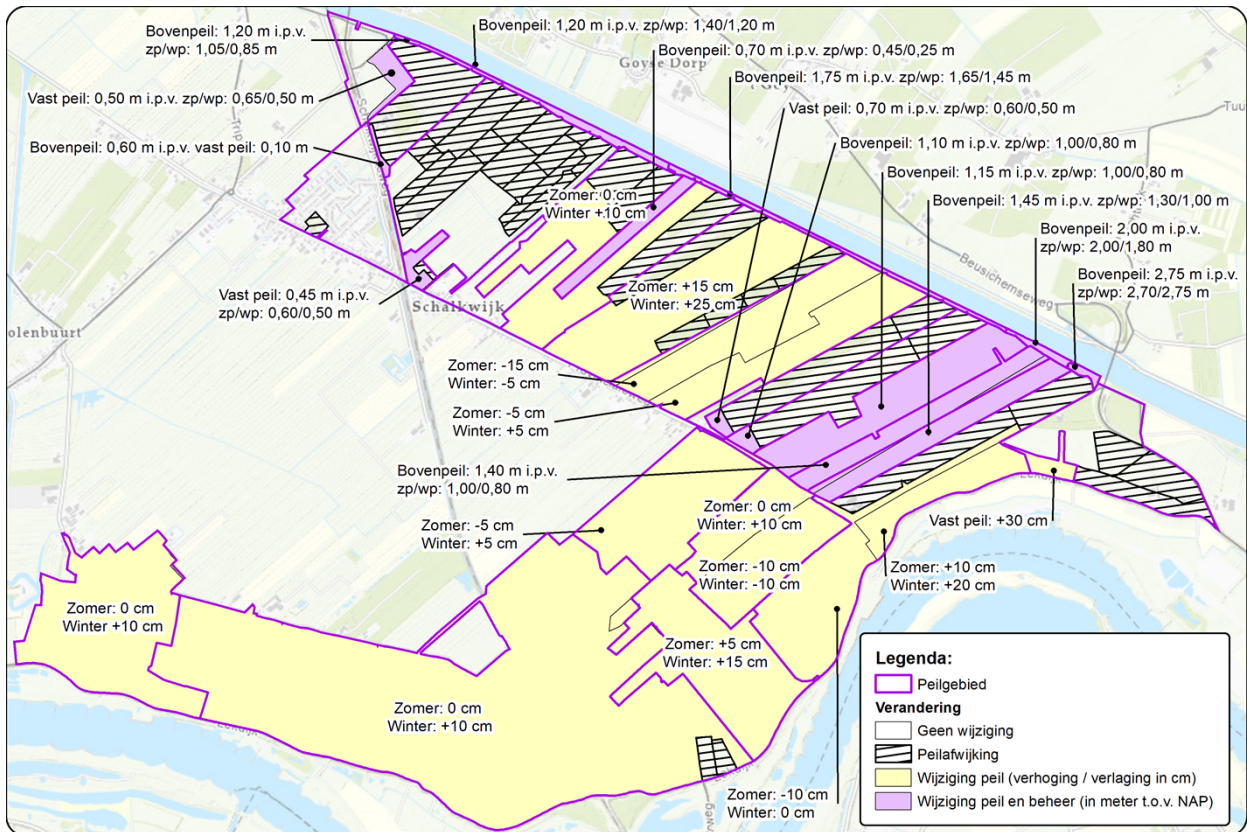 Bovenpeil: 1,20 m i.p.v.
zp/wp: 1,05/0,85 m
Bovenpeil: 1,20 m i.p.v. zp/wp: 1,40/1,20 m
Goyse Dorp
't Goy
Bovenpeil: 0,70 m i.p.v. zp/wp: 0,45/0,25 m
Bovenpeil: 1,75 m i.p.v. zp/wp: 1,65/1,45 m
Vast peil: 0,50 m i.p.v. zp/wp: 0,65/0,50 m
Vast peil: 0,70 m i.p.v. zp/wp: 0,60/0,50 m
Tuu
Trip
Bovenpeil: 0,60 m i.p.v. vast peil: 0,10 m
Bovenpeil: 1,10 m i.p.v. zp/wp: 1,00/0,80 m
Bovenpeil: 1,15 m i.p.v. zp/wp: 1,00/0,80 m
Zomer: 0 cm
Winter +10 cm
Bovenpeil: 1,45 m i.p.v. zp/wp: 1,30/1,00 m
Bovenpeil: 2,00 m i.p.v.
zp/wp: 2,00/1,80 m
Beusichemseweg
Bovenpeil: 2,75 m i.p.v.
zp/wp: 2,70/2,75 m
Vast peil: 0,45 m i.p.v.
zp/wp: 0,60/0,50 m
Schalkwijk
Zomer: +15 cm
Winter: +25 cm
olenbuurt
Zomer: -15 cm
Winter: -5 cm
Zomer: -5 cm
Winter: +5 cm
Bovenpeil: 1,40 m i.p.v.
zp/wp: 1,00/0,80 m
Lekdijk
Zomer: 0 cm
Winter: +10 cm
Vast peil: +30 cm
Zomer: -5 cm
Winter: +5 cm
Zomer: -10 cm
Winter: -10 cm
Zomer: +10 cm
Winter: +20 cm
Zomer: 0 cm
Winter +10 cm
Zomer: +5 cm
Winter: +15 cm
Zomer: 0 cm
Winter: +10 cm
Lekdijk
Zomer: -10 cm
Winter: 0 cm
Legenda:
Peilgebied
Verandering
Geen wijziging
Peilafwijking
Wijziging peil (verhoging / verlaging in cm)
Wijziging peil en beheer (in meter t.o.v. NAP)